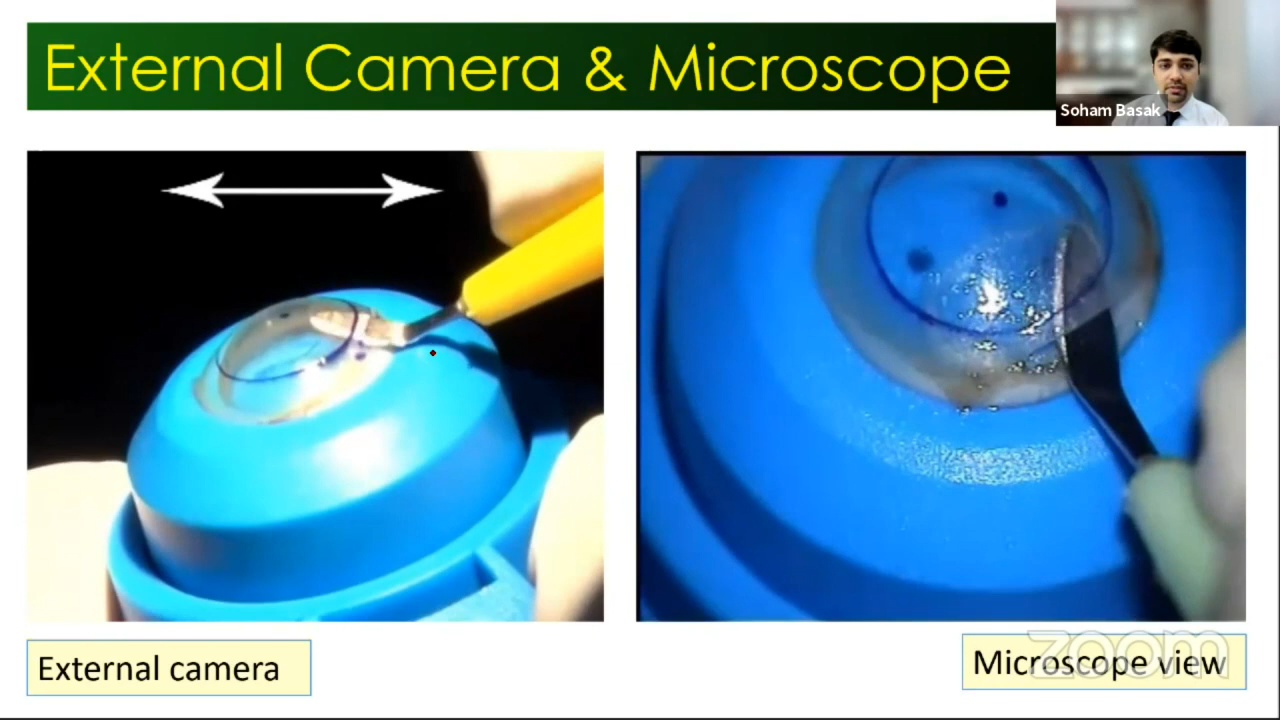 External Camera & Microscope
Soham Basak
External camera
Microscope view
zoom